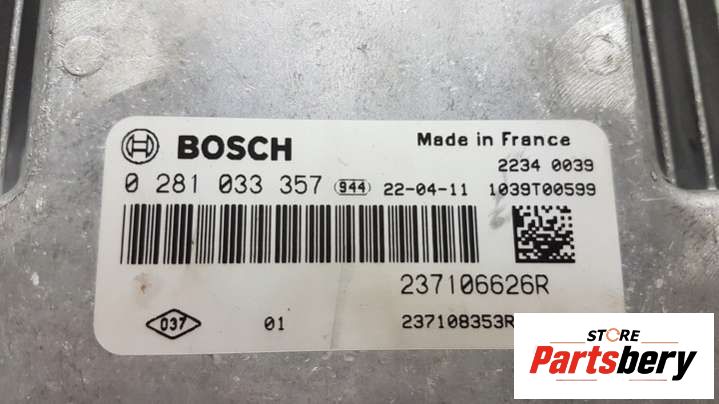 BOSCH Made in France
2234 0039
0 281 033 357 944 22-04-11 1039T00599
237106626R
037 01 237108353R
STORE
Partsbery